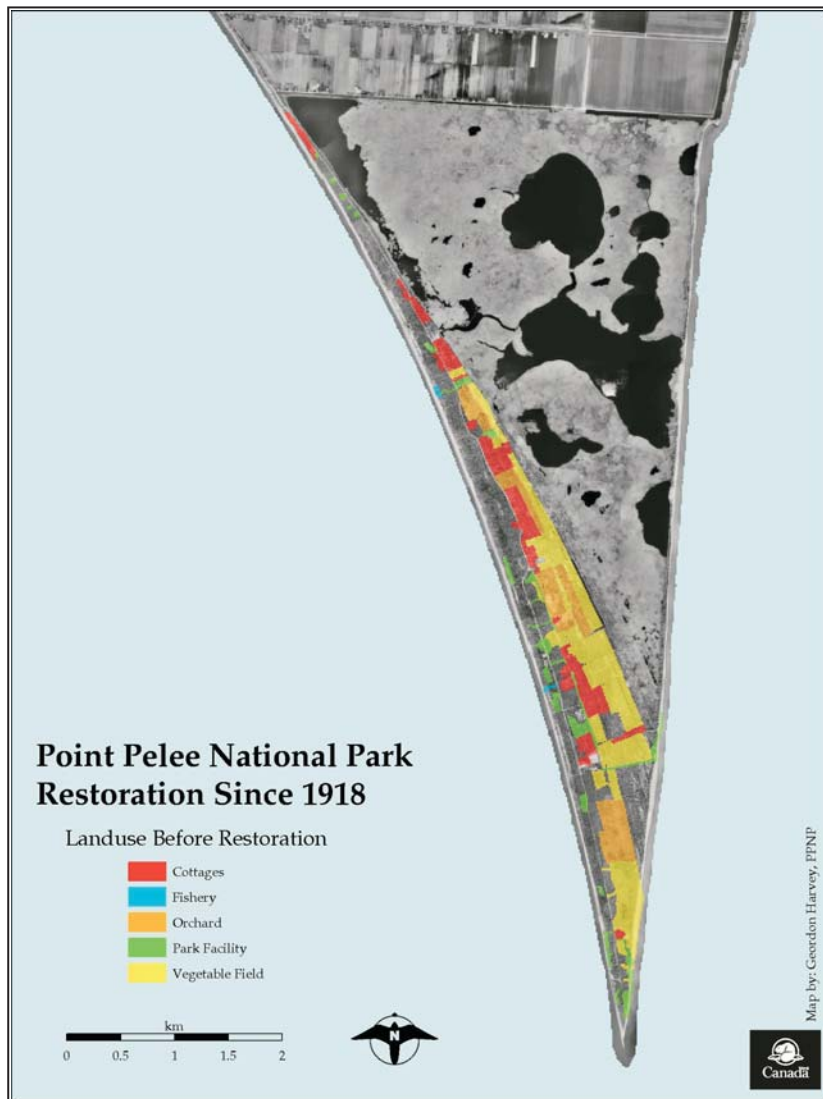 Point Pelee National Park
Restoration Since 1918
Landuse Before Restoration
Cottages
Fishery
Orchard
Park Facility
Vegetable Field
km
0 0.5 1 1.5 2
N
Map by: Geordon Harvey, PPNP
Canada